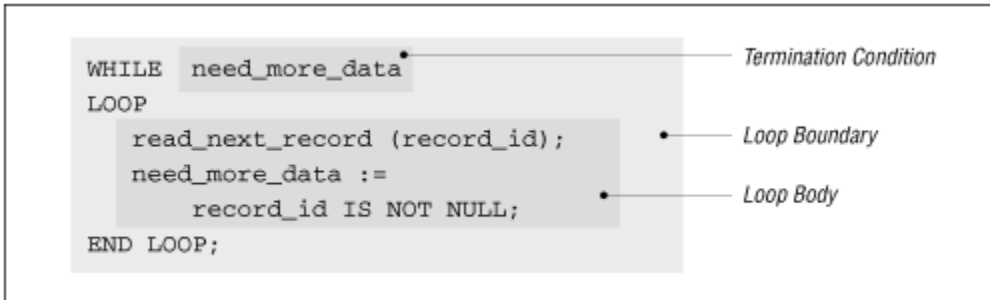 WHILE need_more_data
Termination Condition
LOOP
read_next_record (record_id);
Loop Boundary
need_more_data :=
Loop Body
record_id IS NOT NULL;
END LOOP;